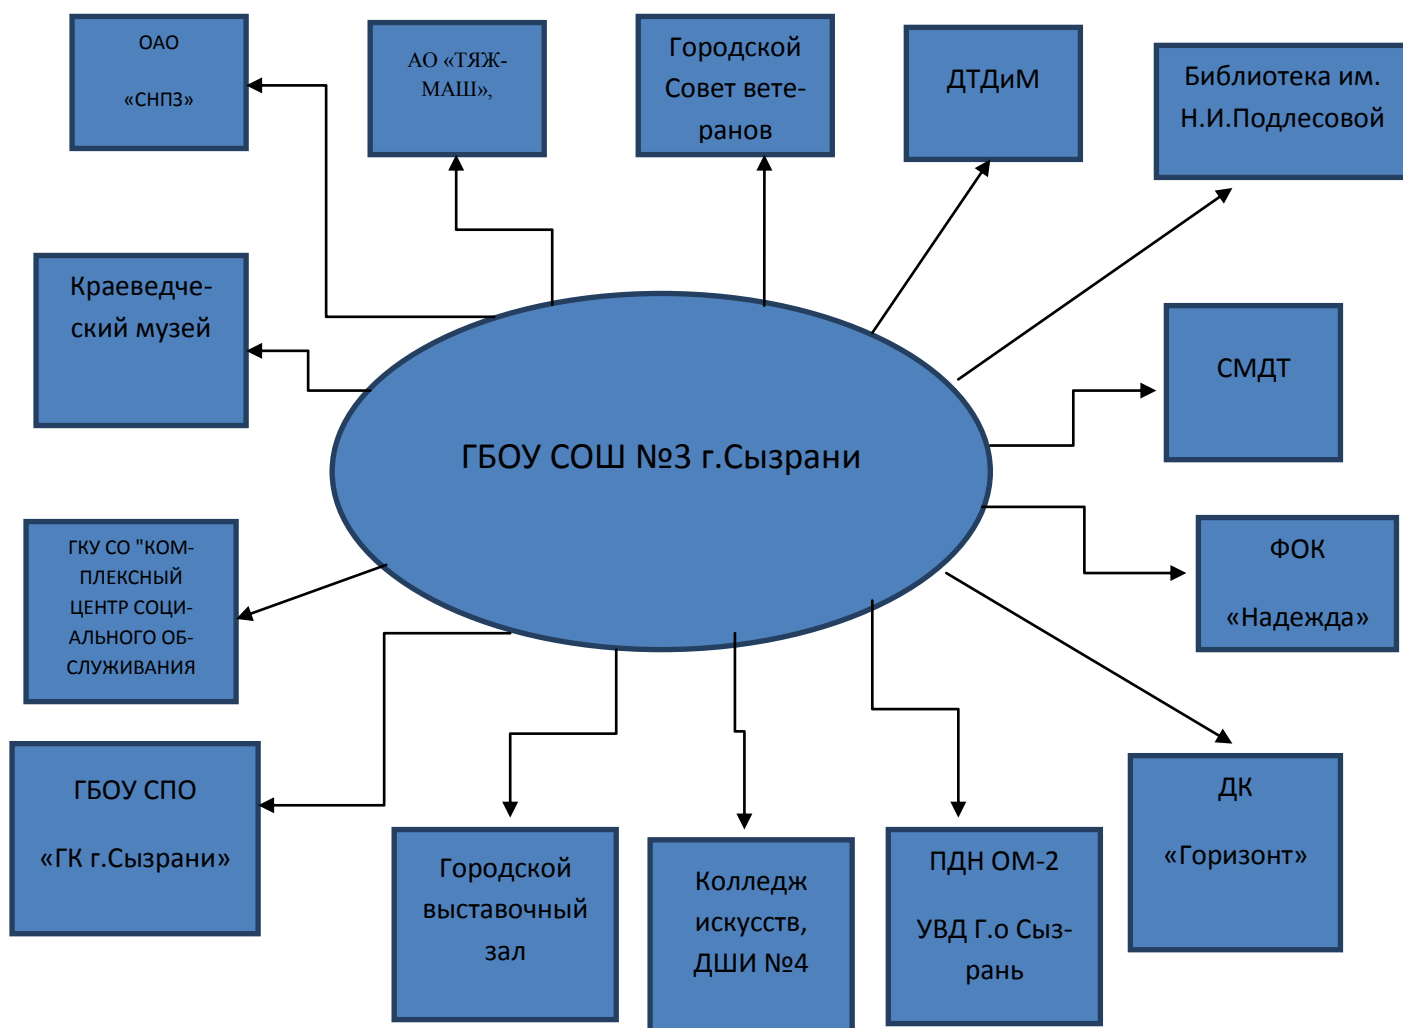 ОАО
«СНПЗ»
АО «ТЯЖ-
МАШ»,
Городской
Совет вете-
ранов
ДТДиМ
Библиотека им.
Н.И.Подлесовой
Краеведче-
ский музей
СМДТ
ГБОУ СОШ №3 г.Сызрани
ГКУ СО "КОМ-
ПЛЕКСНЫЙ
ЦЕНТР СОЦИ-
АЛЬНОГО ОБ-
СЛУЖИВАНИЯ
ФОК
«Надежда»
ГБОУ СПО
«ГК г.Сызрани»
Городской
выставочный
зал
Колледж
искусств,
ДШИ №4
ПДН ОМ-2
УВД Г.о Сыз-
рань
ДК
«Горизонт»